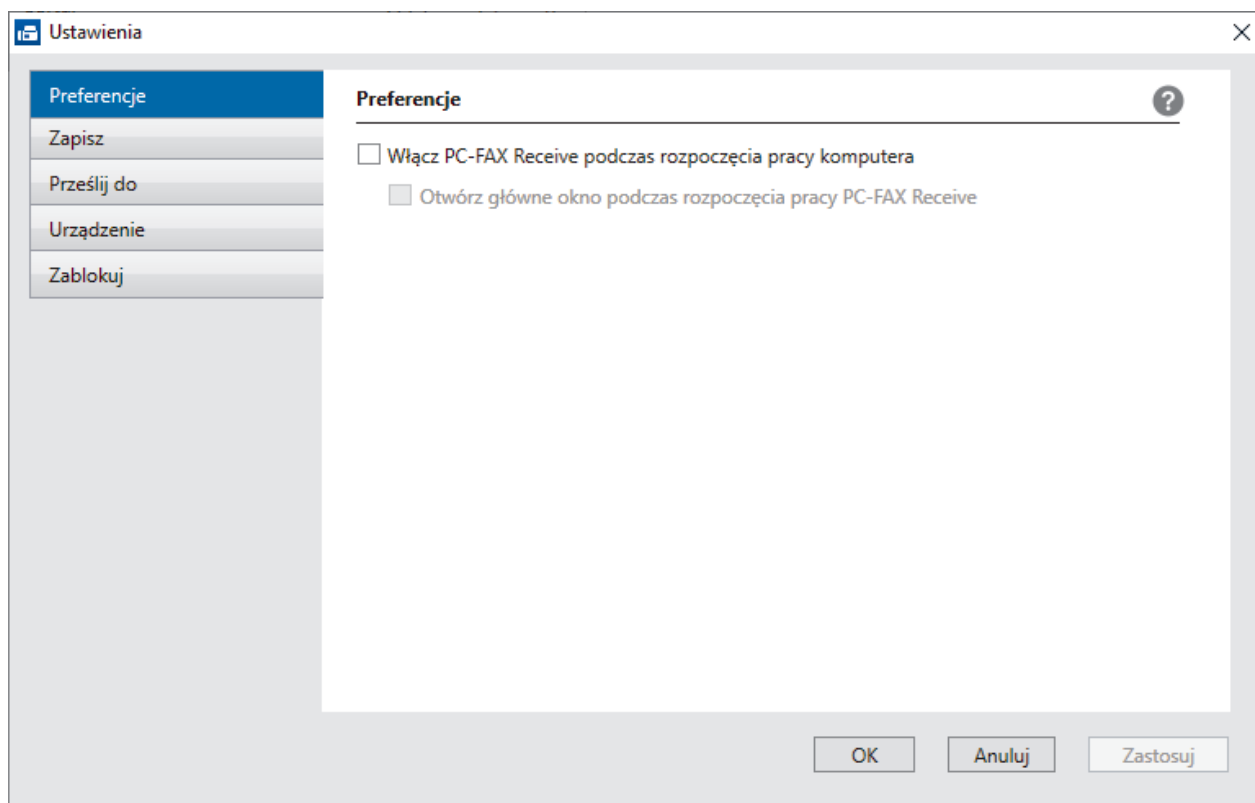 Ustawienia
Preferencje
Zapisz
Prześlij do
Urządzenie
Zablokuj
Preferencje
?
Włącz PC-FAX Receive podczas rozpoczęcia pracy komputera
Otwórz główne okno podczas rozpoczęcia pracy PC-FAX Receive
OK
Anuluj
Zastosuj